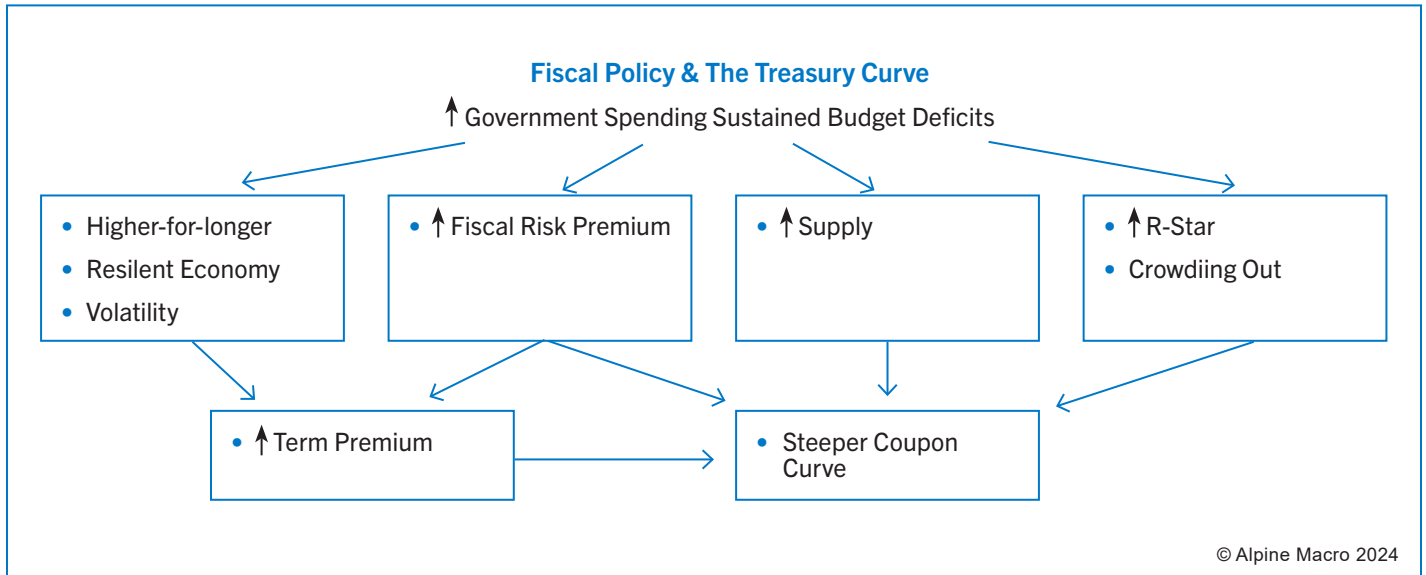 Fiscal Policy & The Treasury Curve
Government Spending Sustained Budget Deficits
• Higher-for-longer
• Resilent Economy
• Volatility
• Fiscal Risk Premium
• Supply
• R-Star
• Crowdiing Out
• Term Premium
• Steeper Coupon
Curve
© Alpine Macro 2024